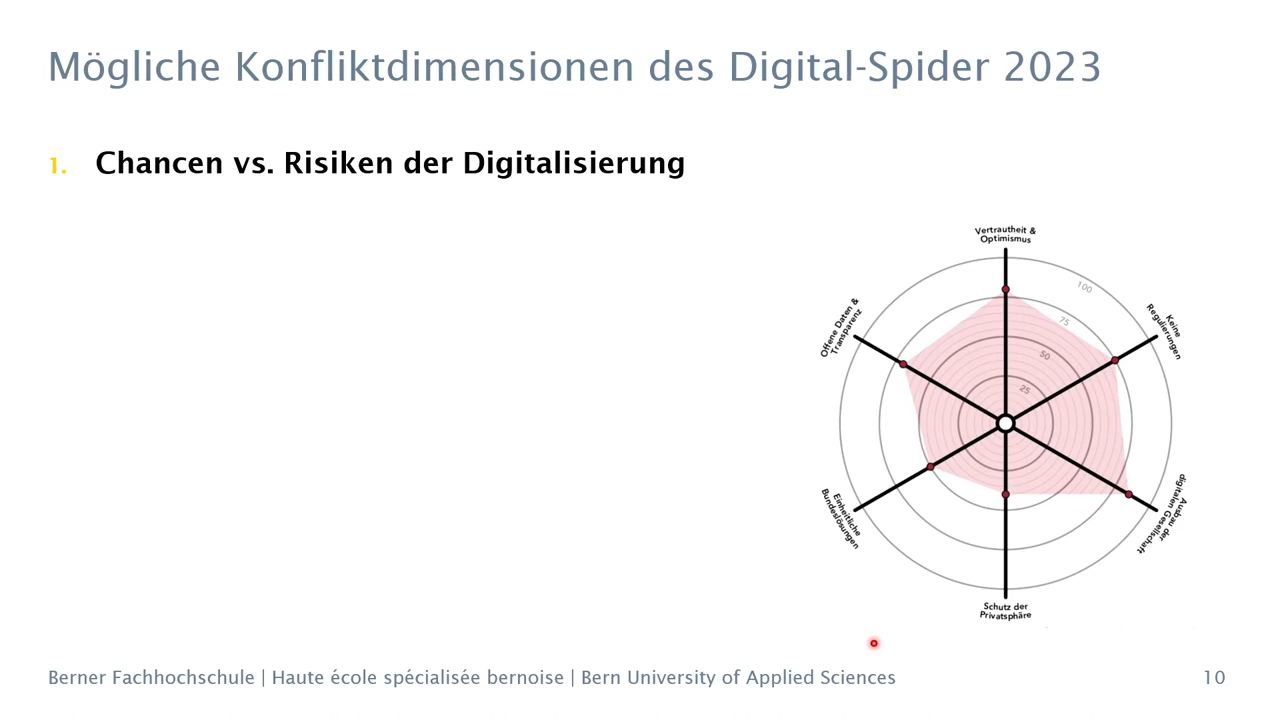 Mögliche Konfliktdimensionen des Digital-Spider 2023
1. Chancen vs. Risiken der Digitalisierung
Vertrautheit &
Optimismus
Keine
Regulierungen
Ausbau der
digitalen Gesellschaft
Schutz der
Privatsphäre
Einheitliche
Bundeslösungen
Offene Daten &
Transparenz
100
75
50
25
Berner Fachhochschule | Haute école spécialisée bernoise | Bern University of Applied Sciences
10